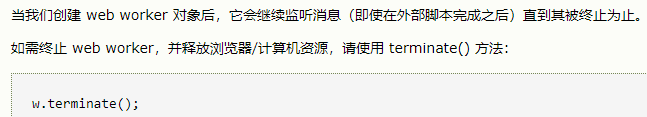 当我们创建 web worker 对象后，它会继续监听消息（即使在外部脚本完成之后）直到其被终止为止。
如需终止 web worker，并释放浏览器/计算机资源，请使用 terminate() 方法：
w.terminate();